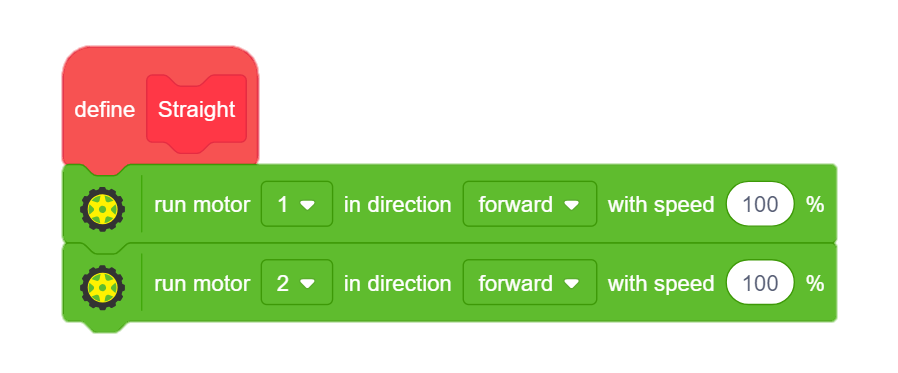 define Straight
run motor 1 in direction forward with speed 100 %
run motor 2 in direction forward with speed 100 %